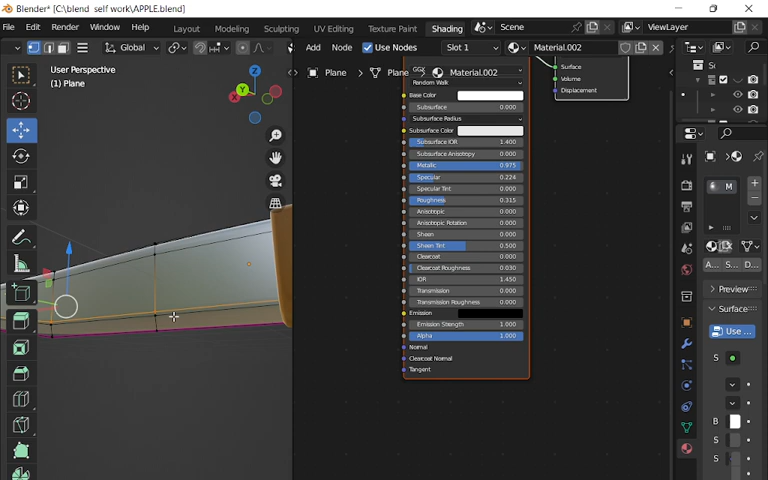 Blender* [C:\blend self work\APPLE.blend]
File Edit Render Window Help Layout Modeling Sculpting UV Editing Texture Paint Shading Scene ViewLayer
Global Add Node Use Nodes Slot 1 Material.002
User Perspective
(1) Plane
Z
Y
X
Plane > Plane > Material.002
GGX
Random Walk
Base Color
Subsurface 0.000
Subsurface Radius
Subsurface Color
Subsurface IOR 1.400
Subsurface Anisotropy 0.000
Metallic 0.975
Specular 0.224
Specular Tint 0.000
Roughness 0.315
Anisotropic 0.000
Anisotropic Rotation 0.000
Sheen 0.000
Sheen Tint 0.500
Clearcoat 0.000
Clearcoat Roughness 0.030
IOR 1.450
Transmission 0.000
Transmission Roughness 0.000
Emission
Emission Strength 1.000
Alpha 1.000
Normal
Clearcoat Normal
Tangent
Surface
Volume
Displacement
M
A... S... D...
Preview
Surface
Use ...
S
B
S
S